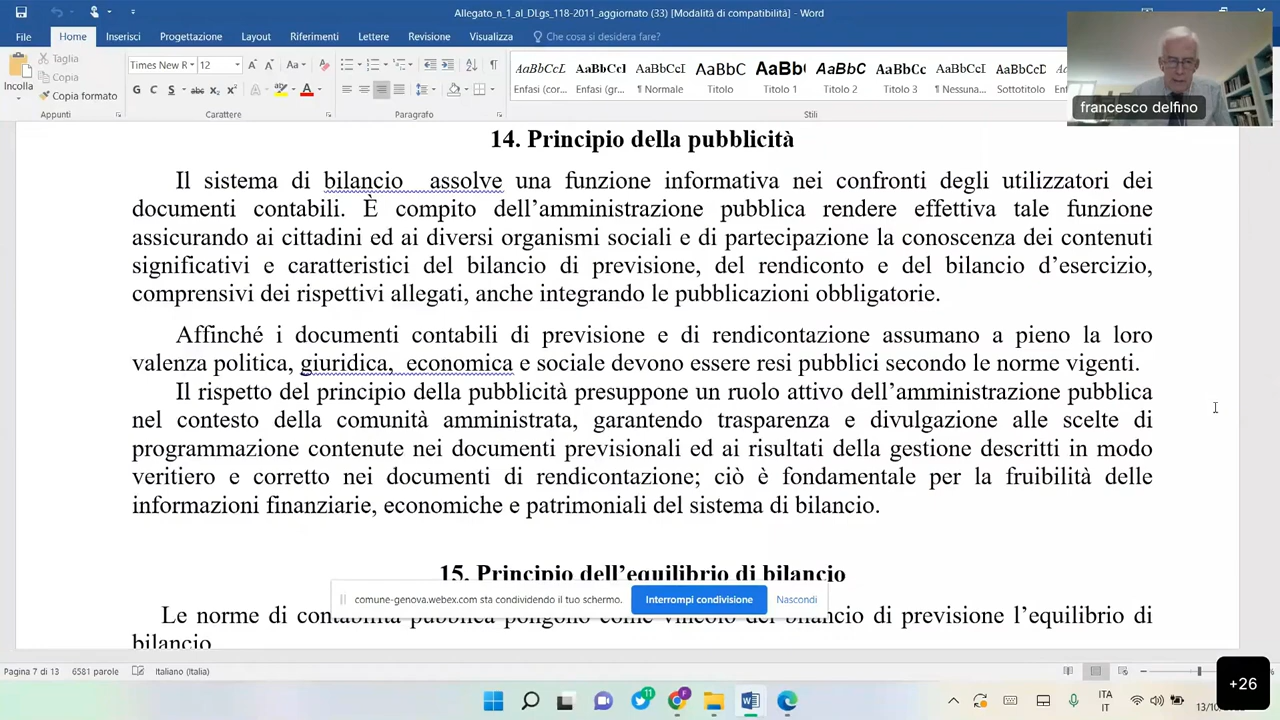 Allegato_n_1_al_DLgs_118-2011_aggiornato (33) [Modalità di compatibilità] - Word
File Home Inserisci Progettazione Layout Riferimenti Lettere Revisione Visualizza Che cosa si desidera fare?
Taglia
Copia
Copia formato
Incolla
Appunti
Times New R 12
G C S abc x₂ x²
Carattere
Paragrafo
AaBbCcL AaBbCcl AaBbCcI AaBbC AaBb( AaBbC AaBbCc AaBbC AaBbCcD
Enfasi (cor... Enfasi (gr... ¶ Normale Titolo Titolo 1 Titolo 2 Titolo 3 ¶ Nessuna... Sottotitolo
Stili
francesco delfino
14. Principio della pubblicità
Il sistema di bilancio assolve una funzione informativa nei confronti degli utilizzatori dei
documenti contabili. È compito dell’amministrazione pubblica rendere effettiva tale funzione
assicurando ai cittadini ed ai diversi organismi sociali e di partecipazione la conoscenza dei contenuti
significativi e caratteristici del bilancio di previsione, del rendiconto e del bilancio d’esercizio,
comprensivi dei rispettivi allegati, anche integrando le pubblicazioni obbligatorie.
Affinché i documenti contabili di previsione e di rendicontazione assumano a pieno la loro
valenza politica, giuridica, economica e sociale devono essere resi pubblici secondo le norme vigenti.
Il rispetto del principio della pubblicità presuppone un ruolo attivo dell’amministrazione pubblica
nel contesto della comunità amministrata, garantendo trasparenza e divulgazione alle scelte di
programmazione contenute nei documenti previsionali ed ai risultati della gestione descritti in modo
veritiero e corretto nei documenti di rendicontazione; ciò è fondamentale per la fruibilità delle
informazioni finanziarie, economiche e patrimoniali del sistema di bilancio.
15. Principio dell’equilibrio di bilancio
comune-genova.webex.com sta condividendo il tuo schermo. Interrompi condivisione Nascondi
Le norme di contabilità pubblica pongono come vincolo del bilancio di previsione l’equilibrio di
bilancio
Pagina 7 di 13 6581 parole Italiano (Italia)
+26
11
ITA
IT
13/10/